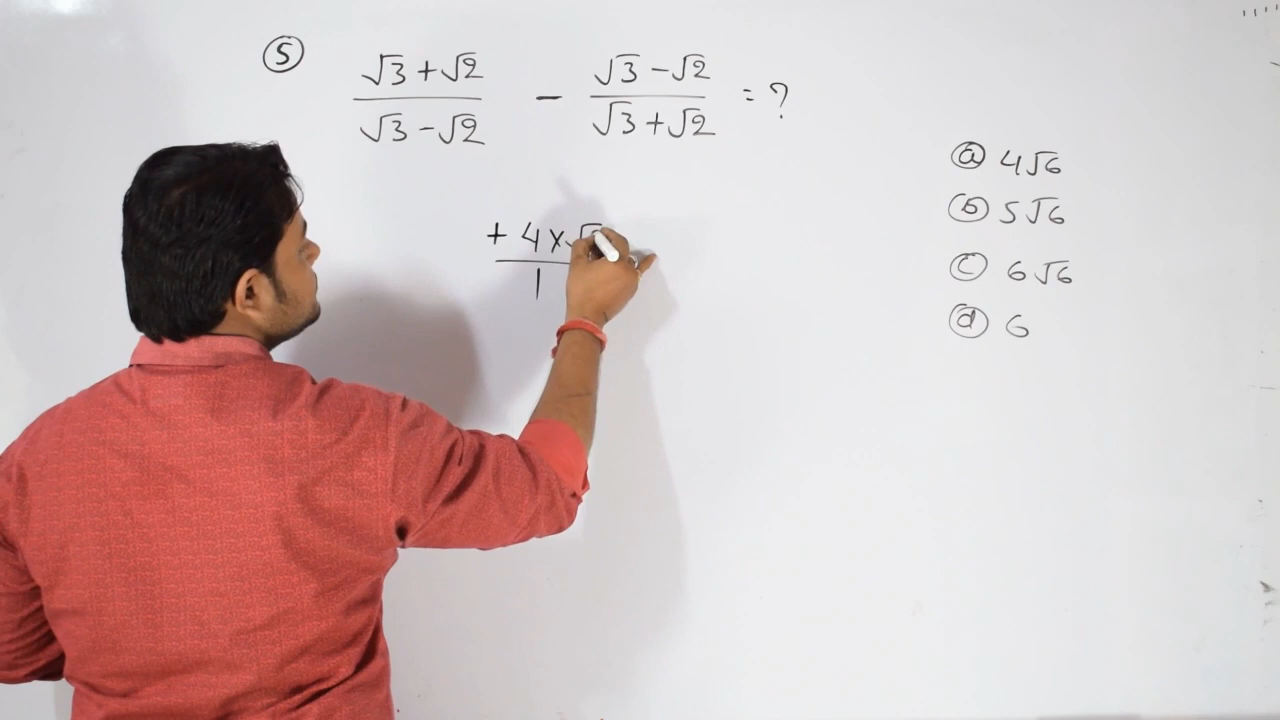 ⑤ √3+√2 / √3-√2 - √3-√2 / √3+√2 = ?
+ 4×√ / 1
ⓐ 4√6
ⓑ 5√6
ⓒ 6√6
ⓓ 6